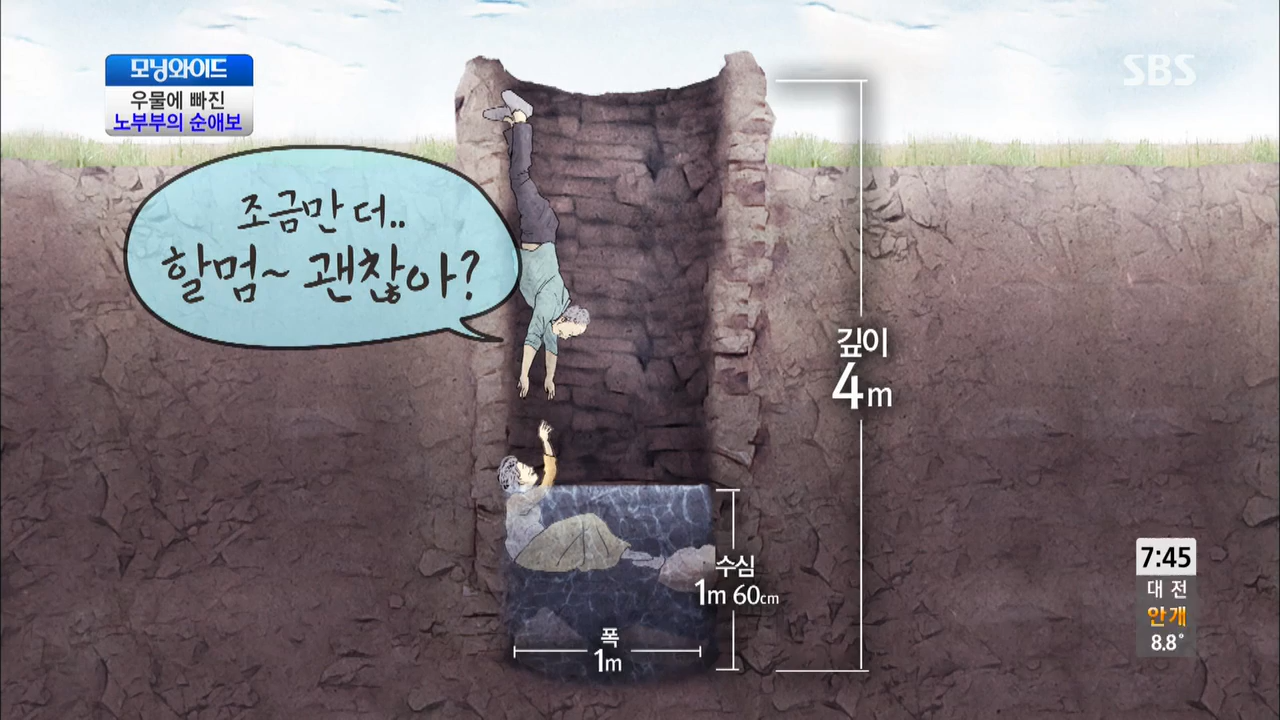 모닝와이드
우물에 빠진
노부부의 순애보
SBS
조금만 더..
할멈~ 괜찮아?
깊이
4m
수심
1m 60cm
폭
1m
7:45
대전
안개
8.8°